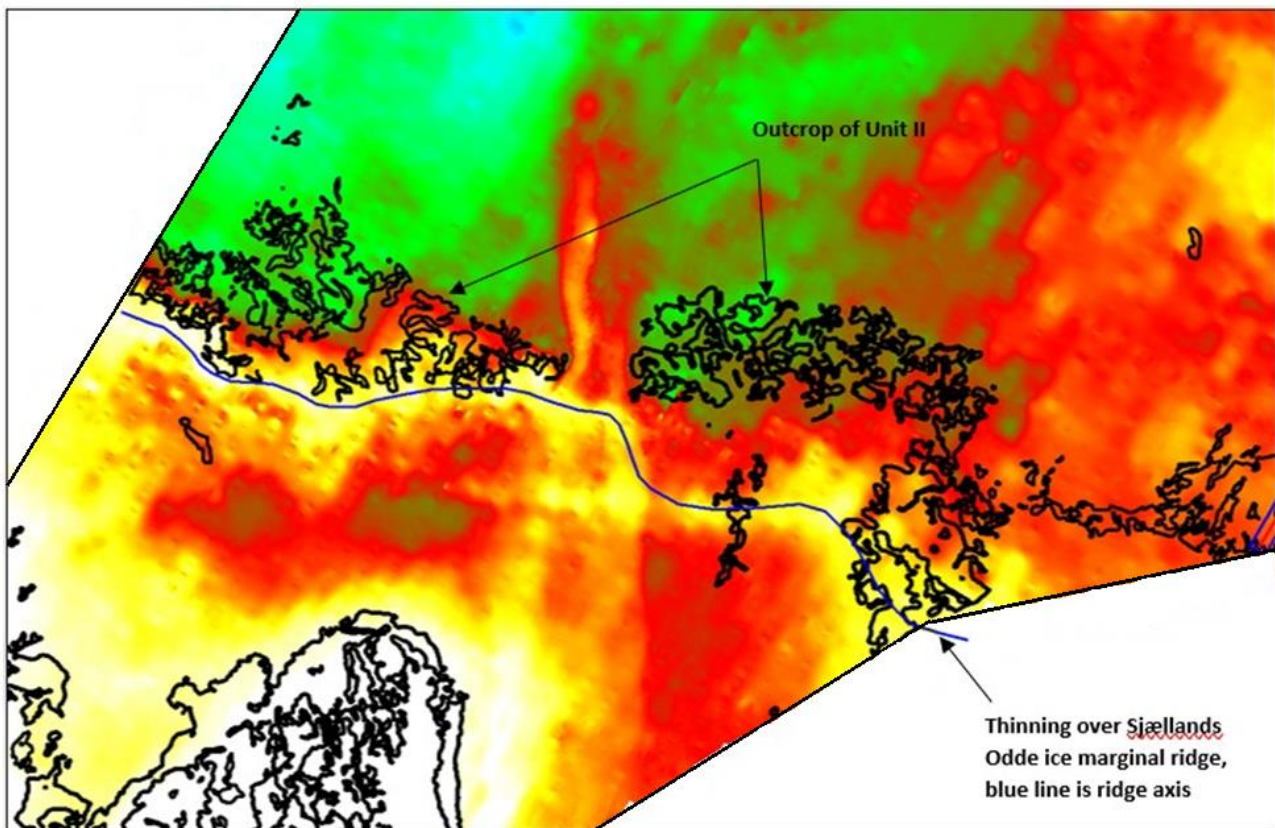 Outcrop of Unit II
Thinning over Sjællands
Odde ice marginal ridge,
blue line is ridge axis